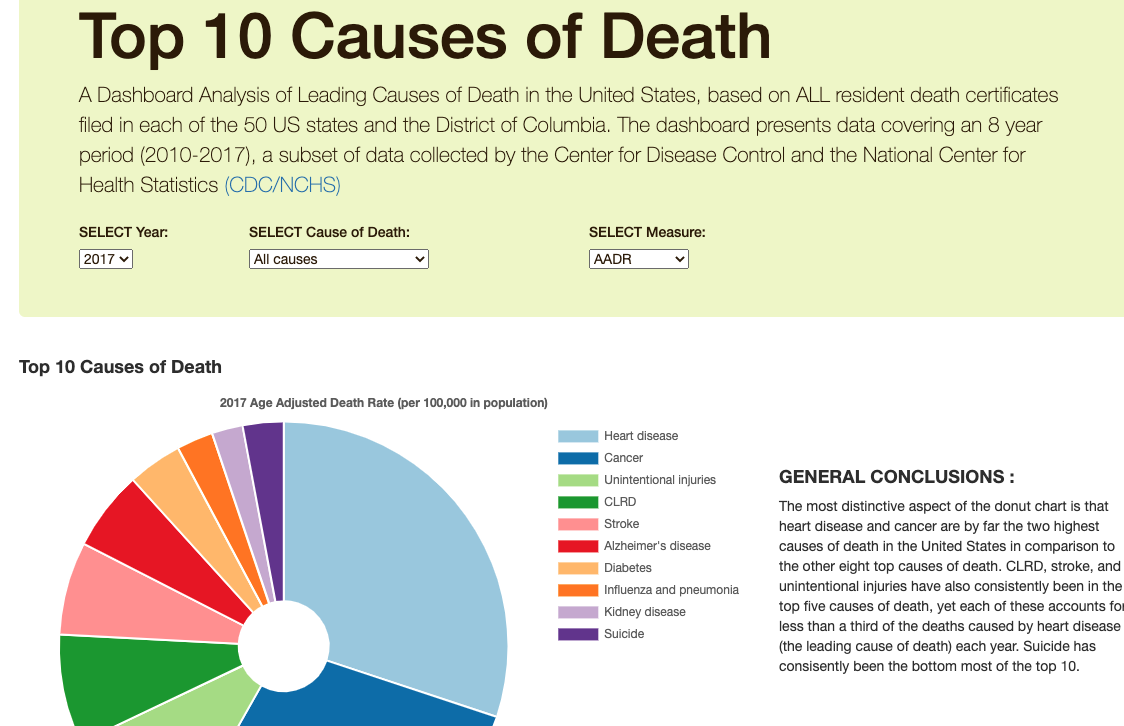 Top 10 Causes of Death
A Dashboard Analysis of Leading Causes of Death in the United States, based on ALL resident death certificates
filed in each of the 50 US states and the District of Columbia. The dashboard presents data covering an 8 year
period (2010-2017), a subset of data collected by the Center for Disease Control and the National Center for
Health Statistics (CDC/NCHS)
SELECT Year: SELECT Cause of Death: SELECT Measure:
2017 All causes AADR
Top 10 Causes of Death
2017 Age Adjusted Death Rate (per 100,000 in population)
Heart disease
Cancer
Unintentional injuries
CLRD
Stroke
Alzheimer's disease
Diabetes
Influenza and pneumonia
Kidney disease
Suicide
GENERAL CONCLUSIONS :
The most distinctive aspect of the donut chart is that
heart disease and cancer are by far the two highest
causes of death in the United States in comparison to
the other eight top causes of death. CLRD, stroke, and
unintentional injuries have also consistently been in the
top five causes of death, yet each of these accounts for
less than a third of the deaths caused by heart disease
(the leading cause of death) each year. Suicide has
consisently been the bottom most of the top 10.